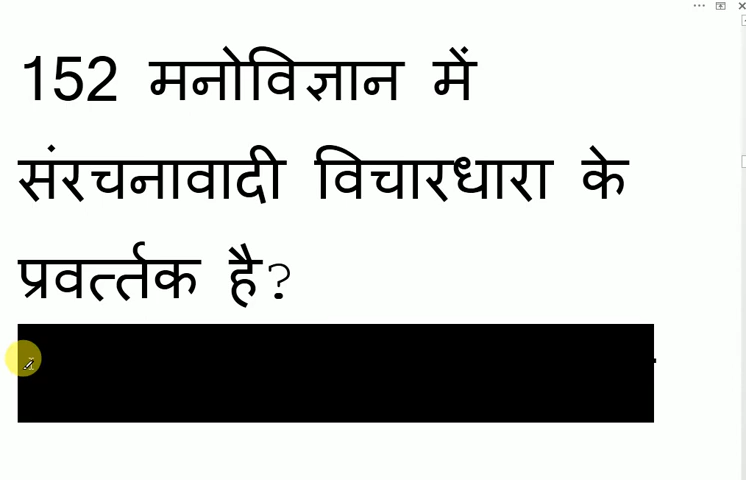 152 मनोविज्ञान में
संरचनावादी विचारधारा के
प्रवर्त्तक है?